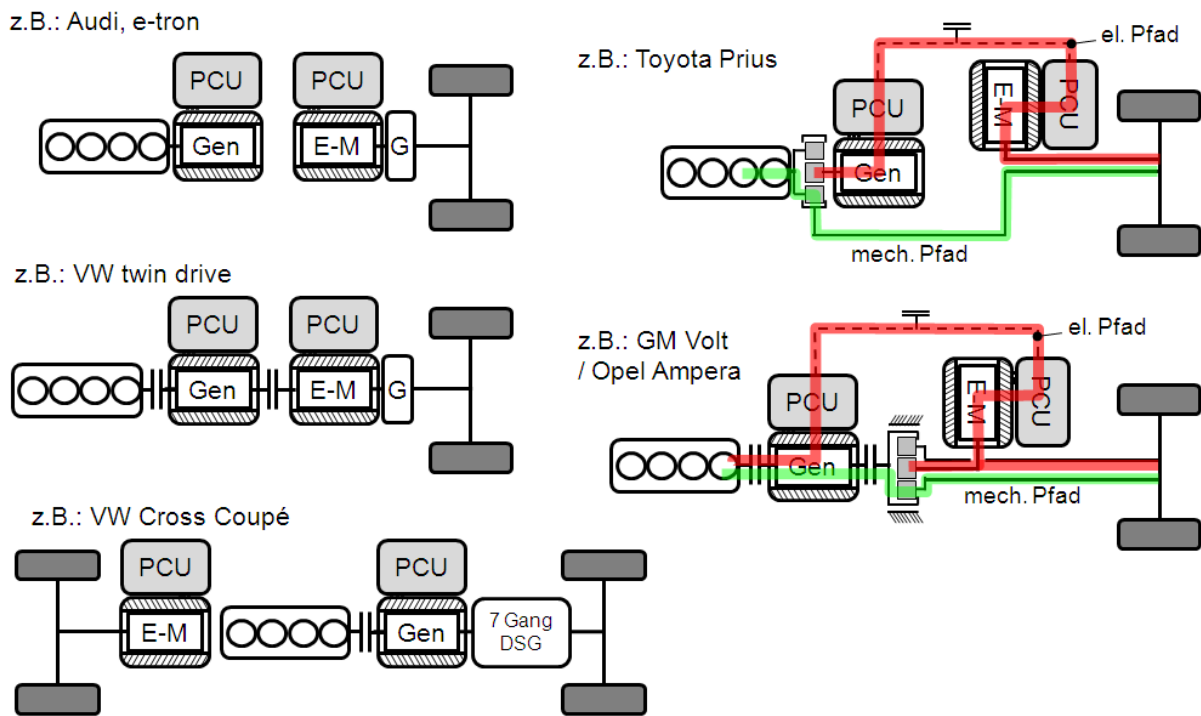 z.B.: Audi, e-tron
PCU
PCU
Gen
E-M
G
z.B.: VW twin drive
PCU
PCU
Gen
E-M
G
z.B.: VW Cross Coupé
PCU
PCU
E-M
Gen
7 Gang
DSG
z.B.: Toyota Prius
el. Pfad
PCU
E-M
PCU
Gen
mech. Pfad
z.B.: GM Volt
/ Opel Ampera
el. Pfad
PCU
E-M
PCU
Gen
mech. Pfad